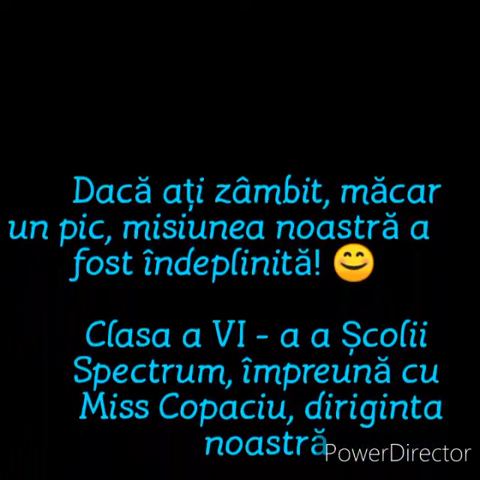 Dacă ați zâmbit, măcar
un pic, misiunea noastră a
fost îndeplinită! 😊
Clasa a VI - a a Școlii
Spectrum, împreună cu
Miss Copaciu, diriginta
noastră
PowerDirector